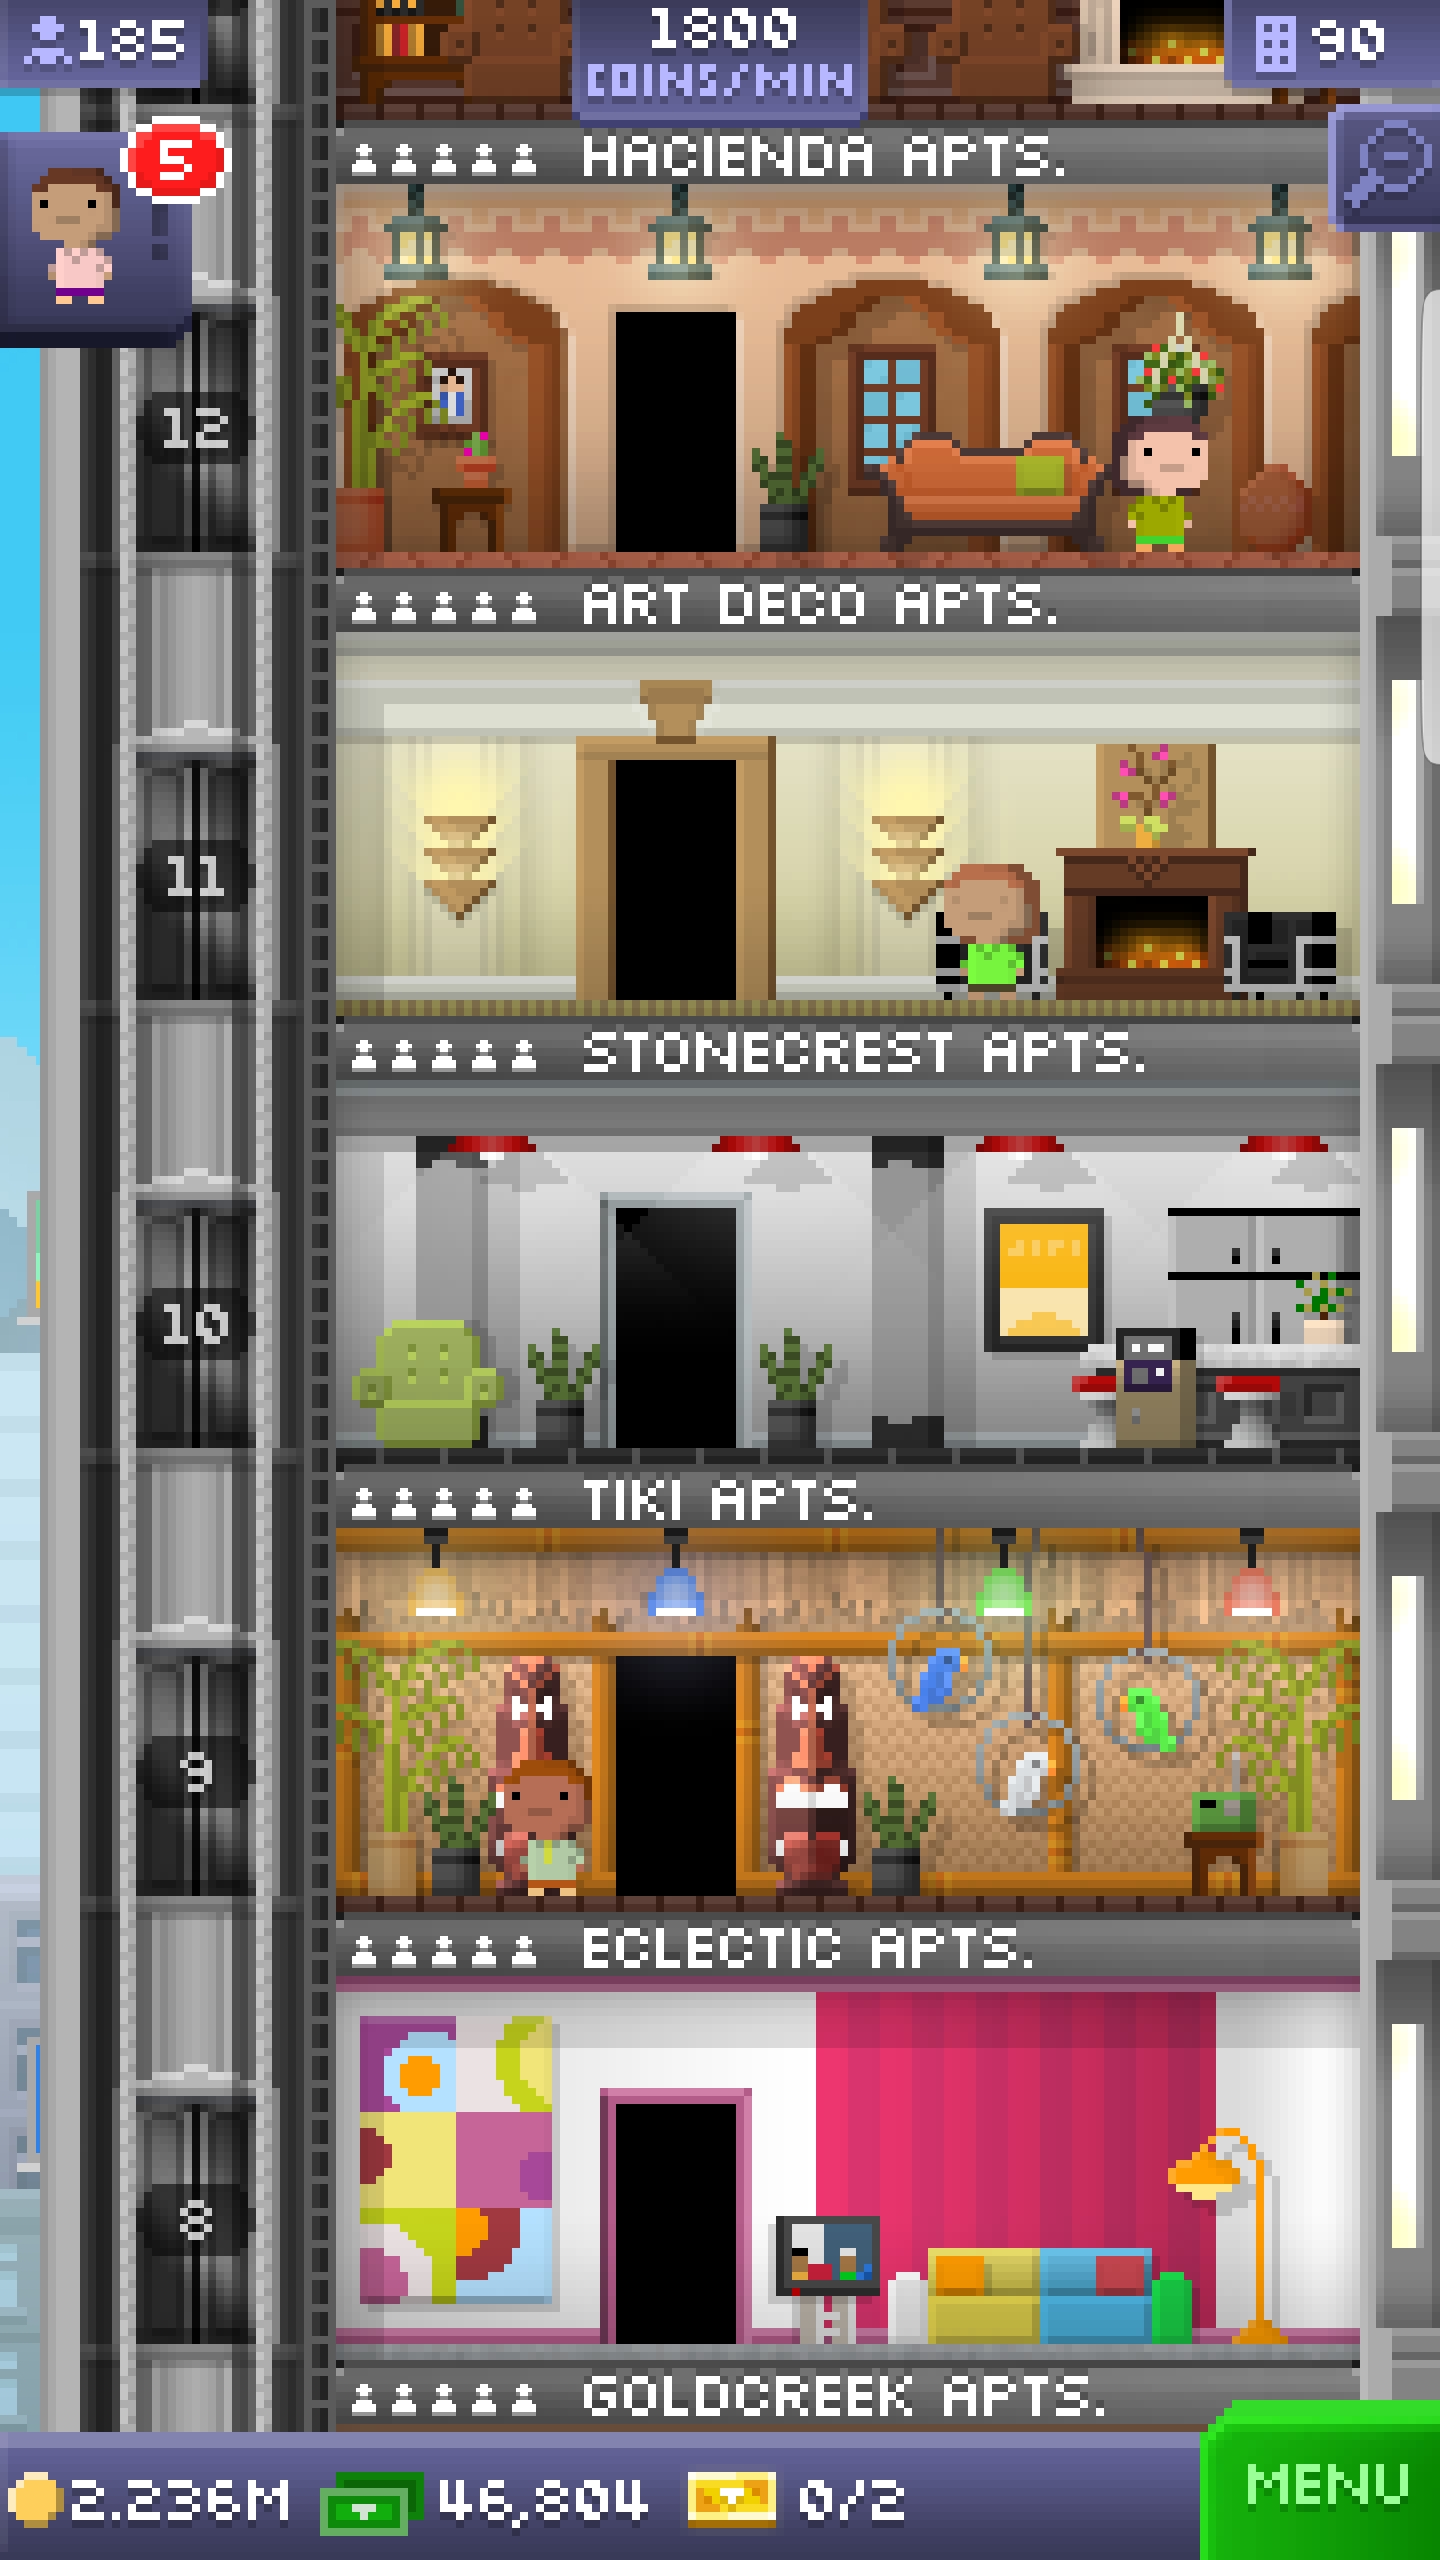 185
1800
COINS/MIN
90
5
HACIENDA APTS.
12
ART DECO APTS.
11
STONECREST APTS.
10
TIKI APTS.
9
ECLECTIC APTS.
8
GOLDCREEK APTS.
2.236M 46,804 0/2
MENU